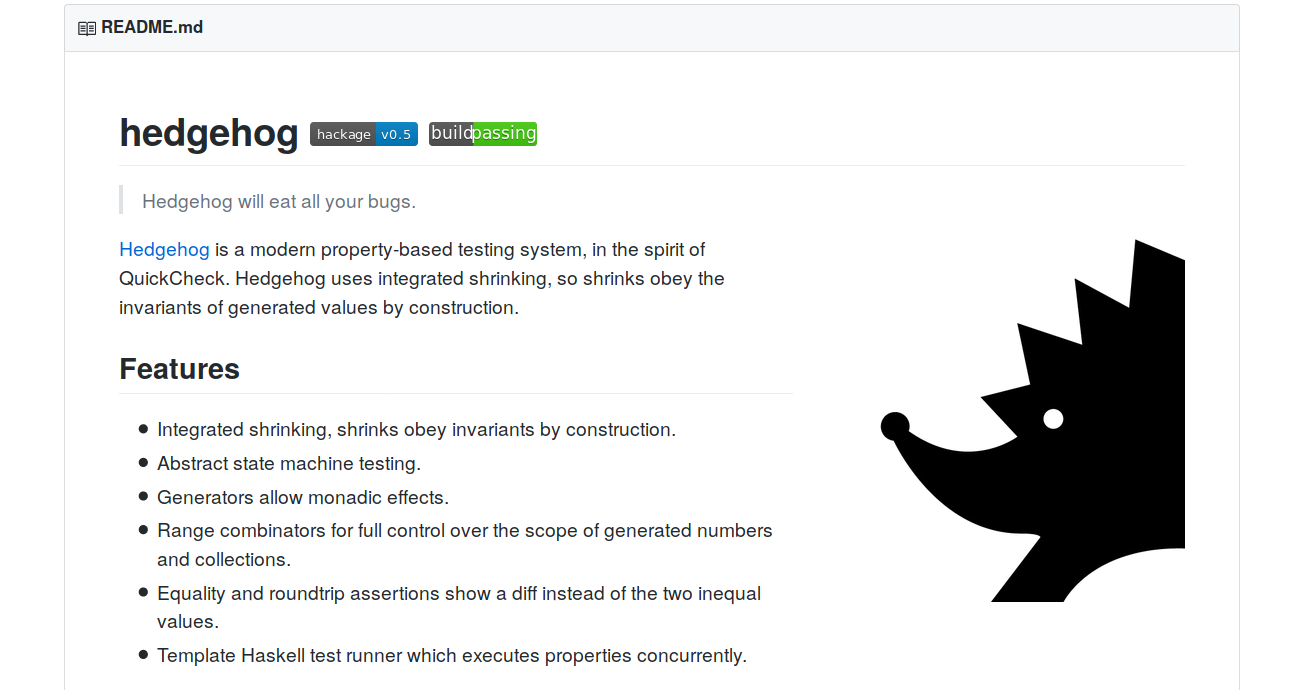 README.md
hedgehog hackage v0.5 build passing
Hedgehog will eat all your bugs.
Hedgehog is a modern property-based testing system, in the spirit of
QuickCheck. Hedgehog uses integrated shrinking, so shrinks obey the
invariants of generated values by construction.
Features
Integrated shrinking, shrinks obey invariants by construction.
Abstract state machine testing.
Generators allow monadic effects.
Range combinators for full control over the scope of generated numbers
and collections.
Equality and roundtrip assertions show a diff instead of the two inequal
values.
Template Haskell test runner which executes properties concurrently.